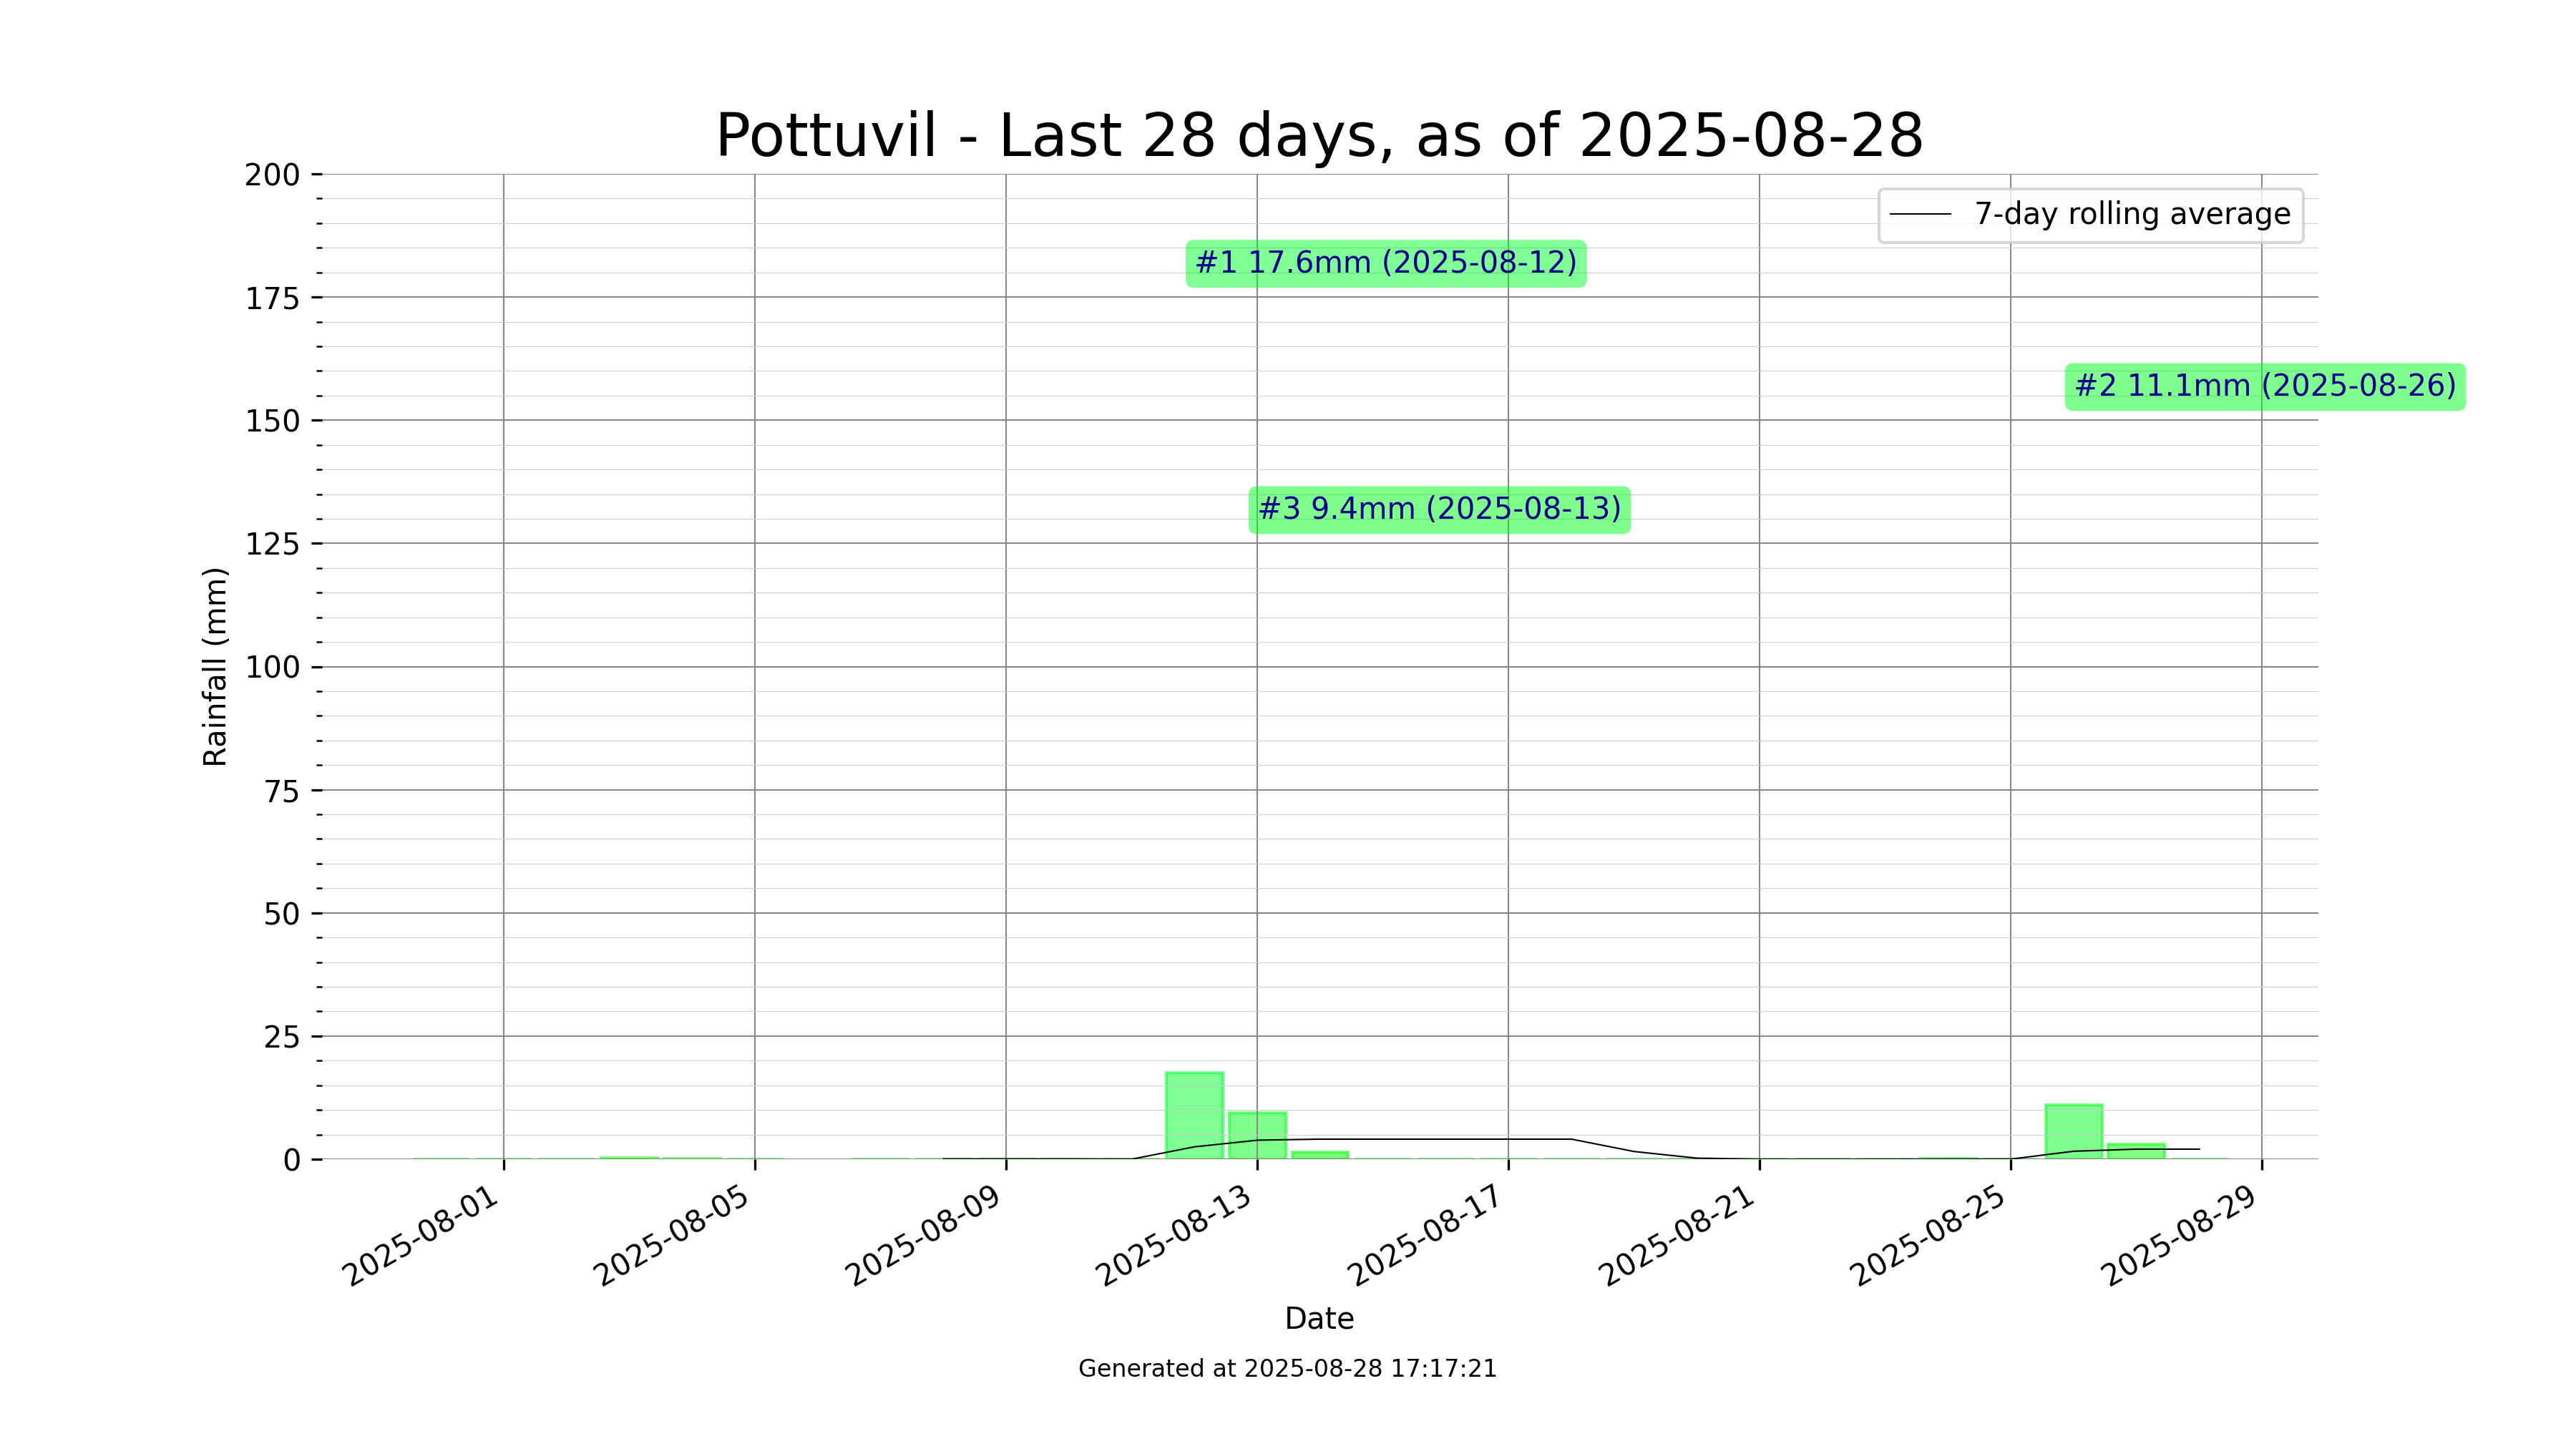 Pottuvil - Last 28 days, as of 2025-08-28
7-day rolling average
#1 17.6mm (2025-08-12)
#2 11.1mm (2025-08-26)
#3 9.4mm (2025-08-13)
Rainfall (mm)
200
175
150
125
100
75
50
25
0
2025-08-01
2025-08-05
2025-08-09
2025-08-13
2025-08-17
2025-08-21
2025-08-25
2025-08-29
Date
Generated at 2025-08-28 17:17:21